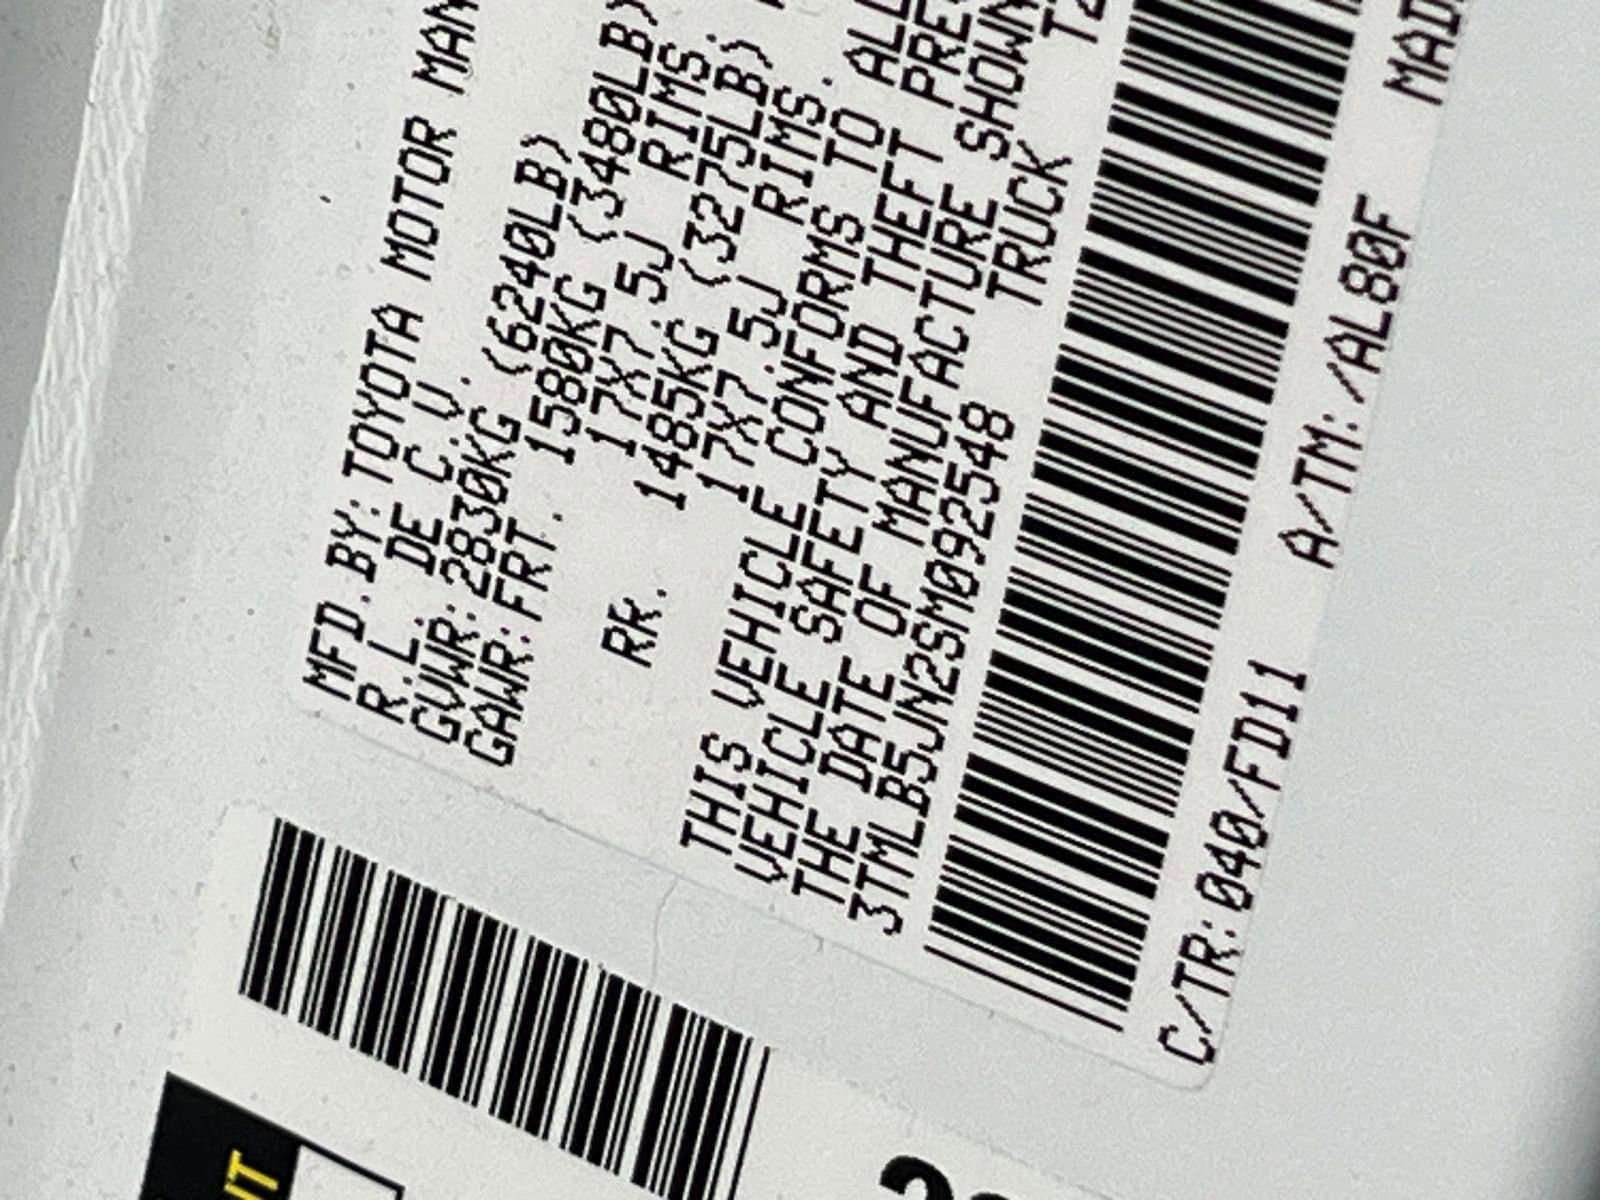 MFD.BY:TOYOTA MOTOR MAN
R.L. DE C.V.
GVWR:2830KG (6240LB)
GAWR:FRT. 1580KG (3480LB)
17X7.5J RIMS.
RR. 1485KG (3275LB)
17X7.5J RIMS.
THIS VEHICLE CONFORMS TO ALL
VEHICLE SAFETY AND THEFT PRE
THE DATE OF MANUFACTURE SHOWN
3TMLB5JN2SM092548 TRUCK T2
C/TR:040/FD11 A/TM:/AL80F MAD